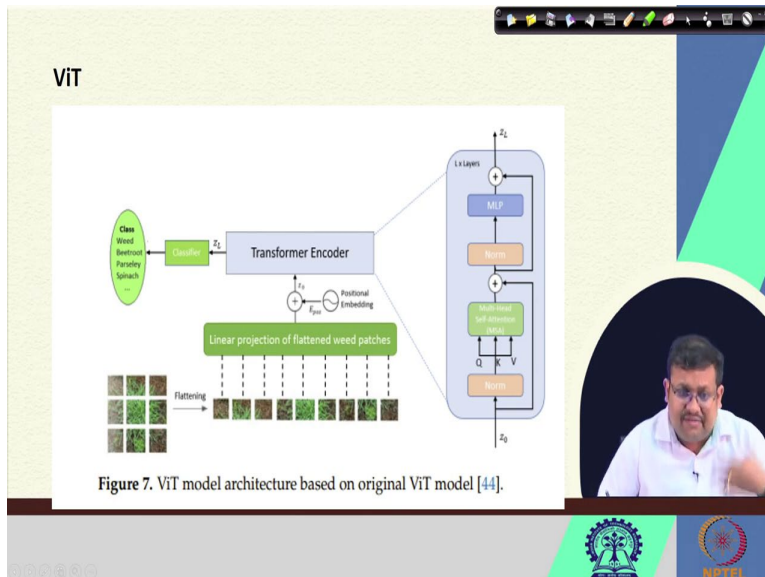 ViT
Class
Weed
Beetroot
Parseley
Spinach
...
Classifier
z_L
Transformer Encoder
z_0
+
E_pos
Positional
Embedding
Linear projection of flattened weed patches
Flattening
z_L
L x Layers
+
MLP
Norm
+
Multi-Head
Self-Attention
(MSA)
Q K V
Norm
z_0
Figure 7. ViT model architecture based on original ViT model [44].
NPTEL